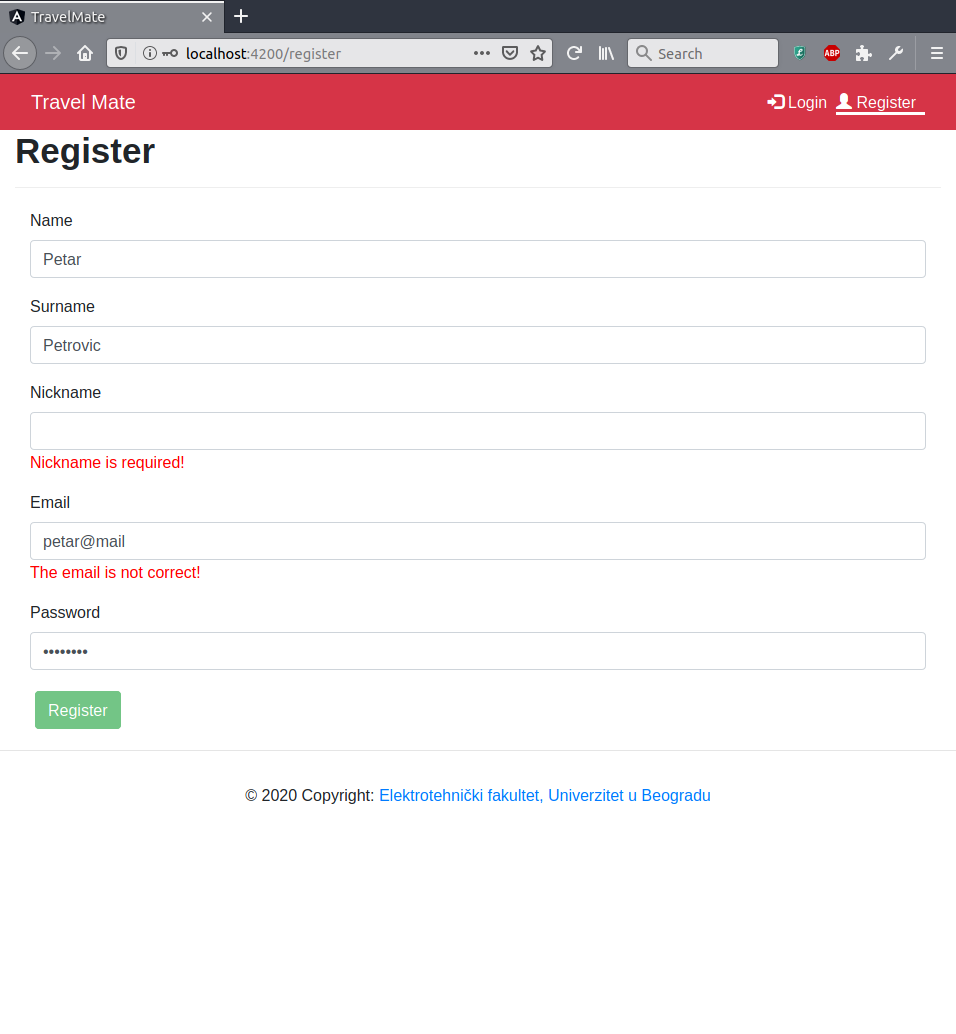 TravelMate
localhost:4200/register
Search
ABP
Travel Mate
Login
Register
Register
Name
Petar
Surname
Petrovic
Nickname
Nickname is required!
Email
petar@mail
The email is not correct!
Password
••••••••
Register
© 2020 Copyright: Elektrotehnički fakultet, Univerzitet u Beogradu